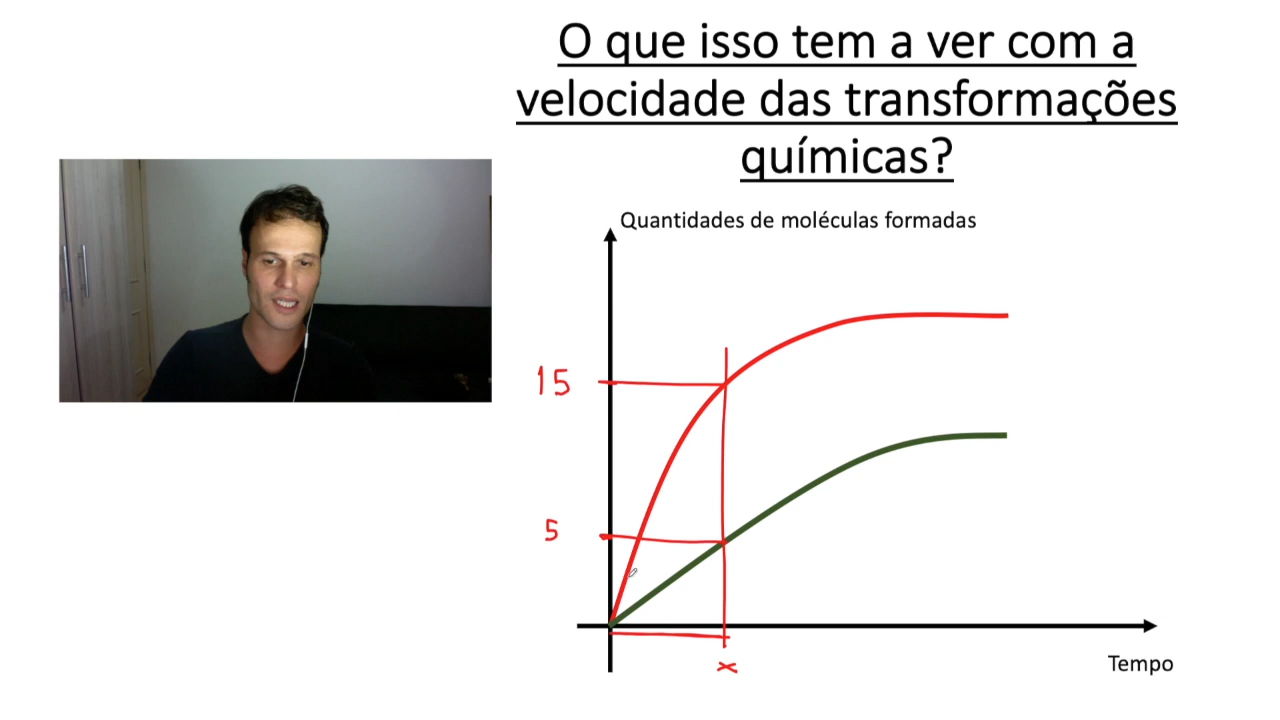 O que isso tem a ver com a
velocidade das transformações
químicas?
Quantidades de moléculas formadas
15
5
x
Tempo